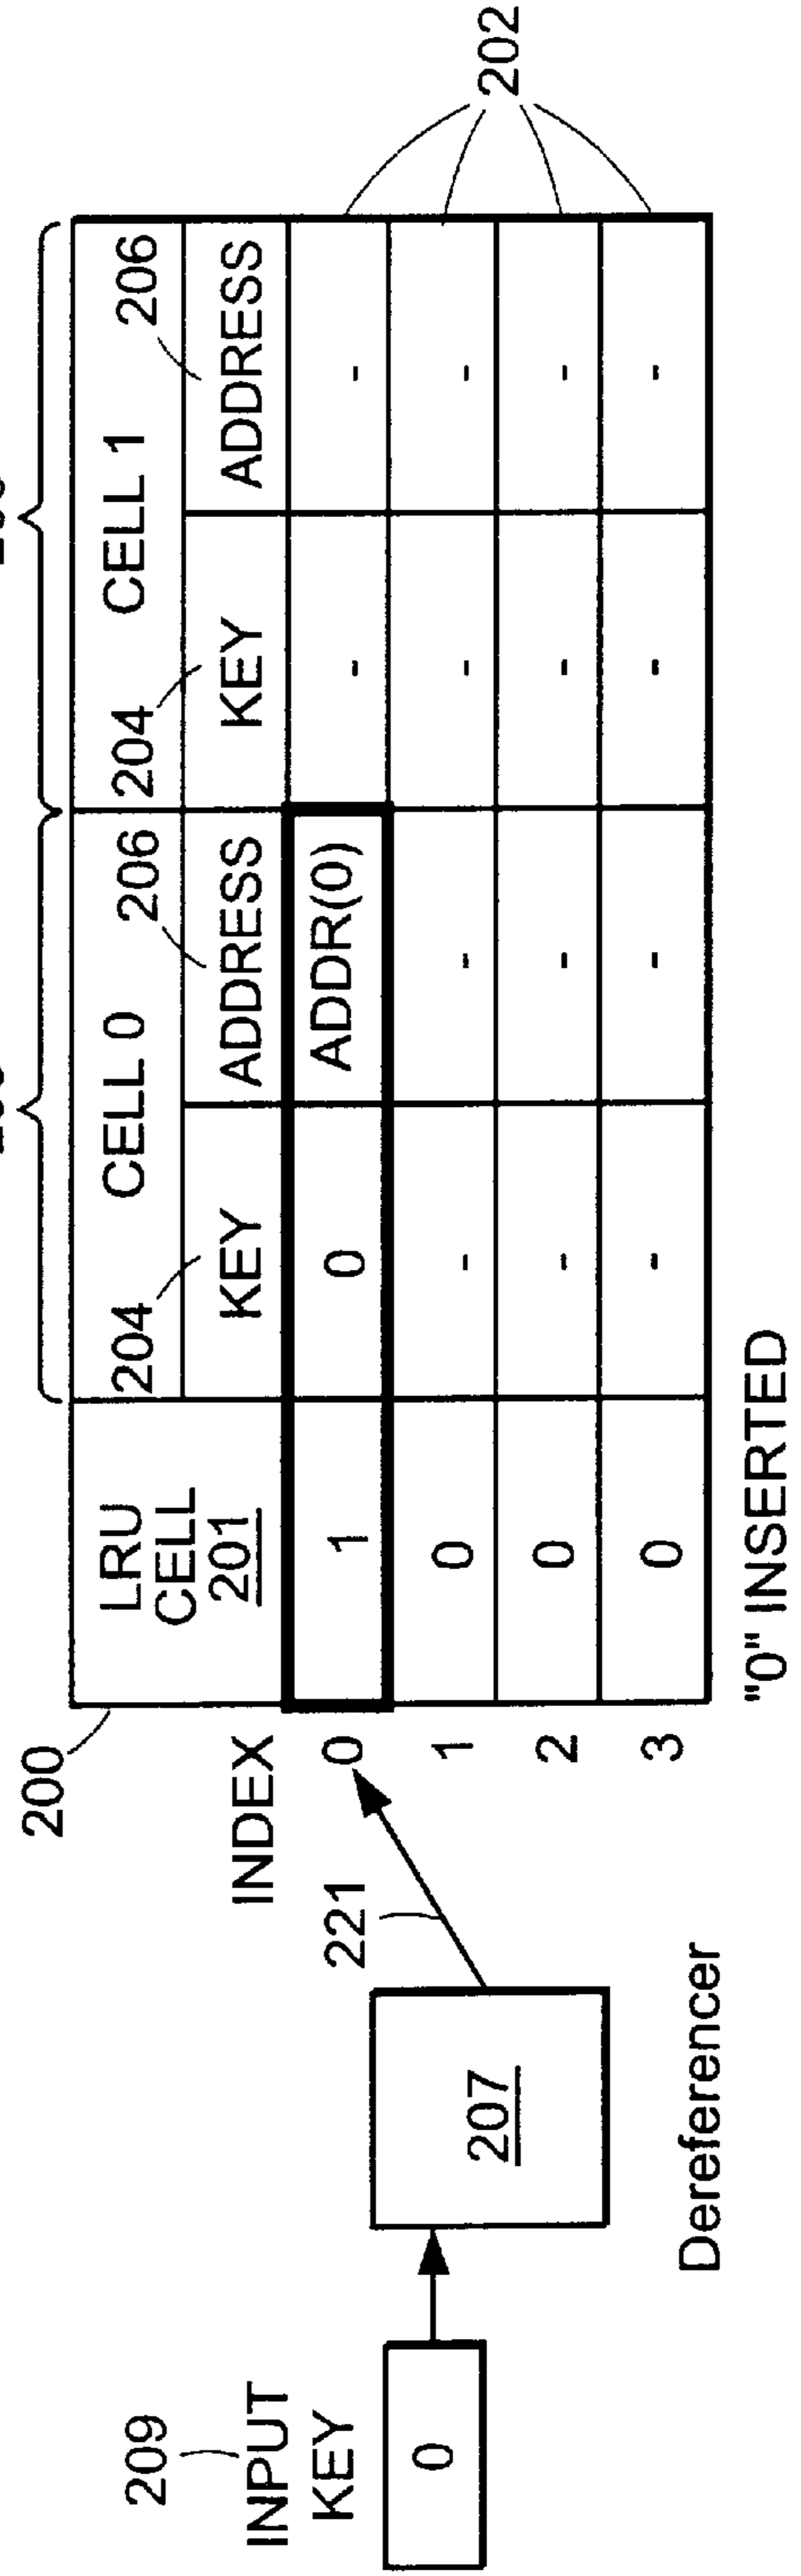 200
LRU CELL 201
CELL 0
CELL 1
204 206 204 206
KEY ADDRESS KEY ADDRESS
INDEX
0 1 0 ADDR(0) - -
1 0 - - - -
2 0 - - - -
3 0 - - - -
202
209
INPUT
KEY
0
207
221
Dereferencer
"0" INSERTED